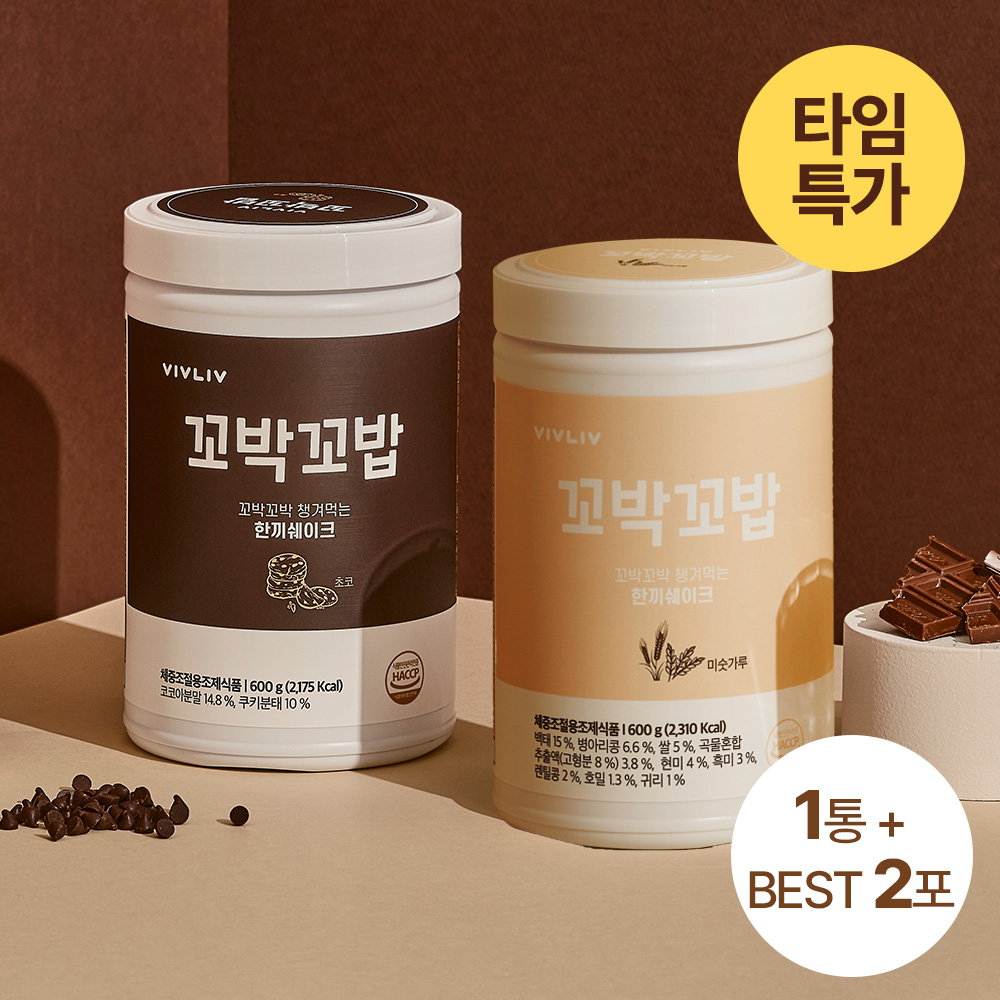 타임
특가
꼬박꼬밥
VIVLIV
꼬박꼬밥
꼬박꼬박 챙겨먹는
한끼쉐이크
초코
체중조절용조제식품 | 600 g (2,175 Kcal)
코코아분말 14.8 %, 쿠키분태 10 %
HACCP
VIVLIV
꼬박꼬밥
꼬박꼬박 챙겨먹는
한끼쉐이크
미숫가루
체중조절용조제식품 | 600 g (2,310 Kcal)
백태 15 %, 병아리콩 6.6 %, 쌀 5 %, 곡물혼합
추출액(고형분 8 %) 3.8 %, 현미 4 %, 흑미 3 %,
렌틸콩 2 %, 호밀 1.3 %, 귀리 1 %
HACCP
1통 +
BEST 2포